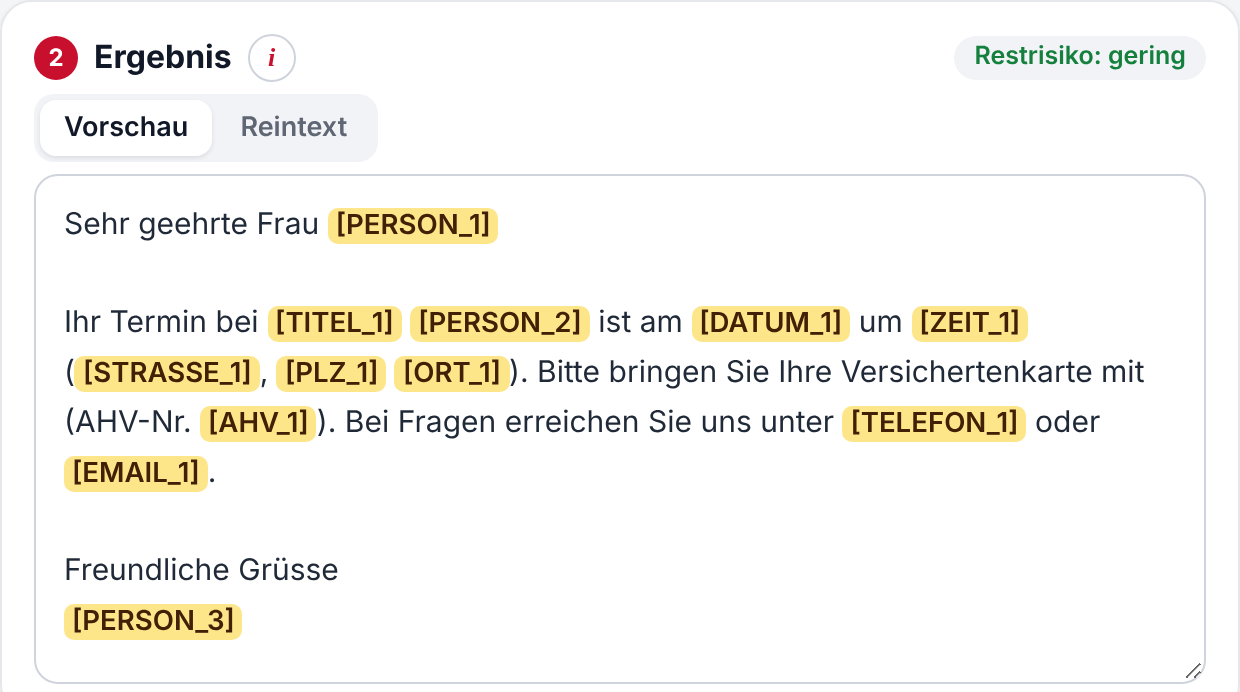 2 Ergebnis i Restrisiko: gering
Vorschau Reintext
Sehr geehrte Frau [PERSON_1]
Ihr Termin bei [TITEL_1] [PERSON_2] ist am [DATUM_1] um [ZEIT_1]
([STRASSE_1], [PLZ_1] [ORT_1]). Bitte bringen Sie Ihre Versichertenkarte mit
(AHV-Nr. [AHV_1]). Bei Fragen erreichen Sie uns unter [TELEFON_1] oder
[EMAIL_1].
Freundliche Grüsse
[PERSON_3]